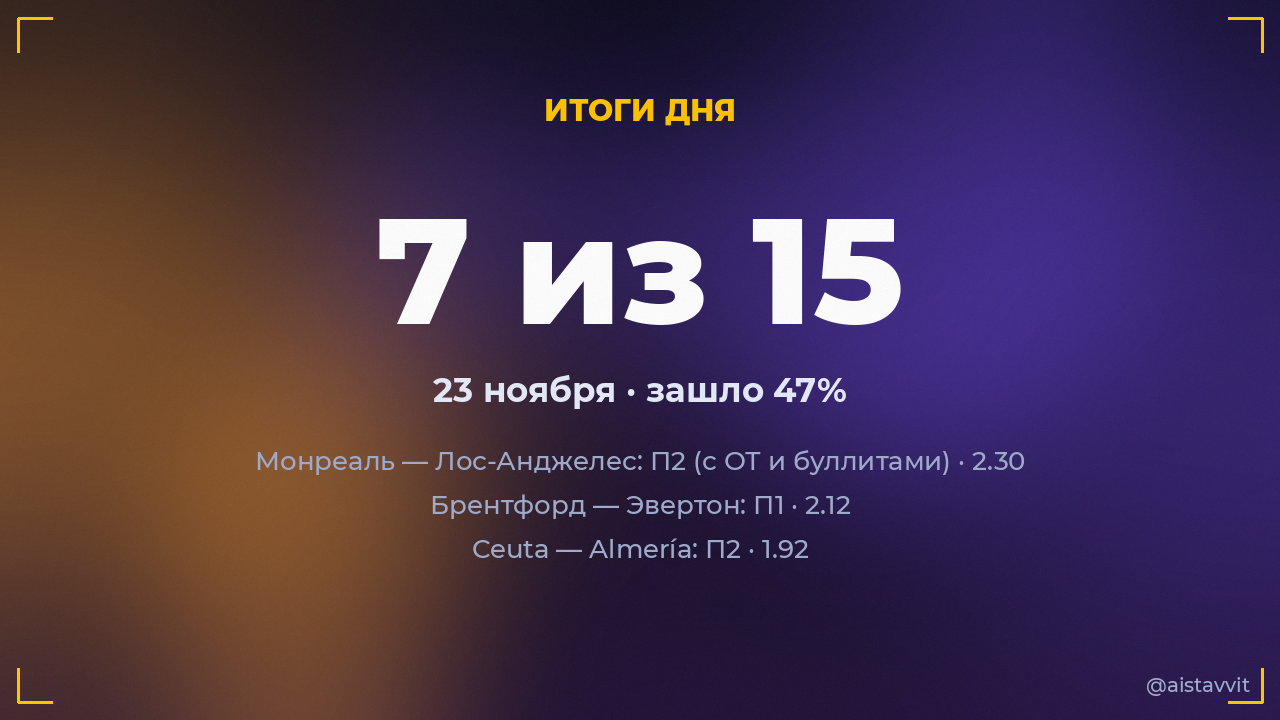 ИТОГИ ДНЯ
7 из 15
23 ноября · зашло 47%
Монреаль — Лос-Анджелес: П2 (с ОТ и буллитами) · 2.30
Брентфорд — Эвертон: П1 · 2.12
Ceuta — Almería: П2 · 1.92
@aistavvit